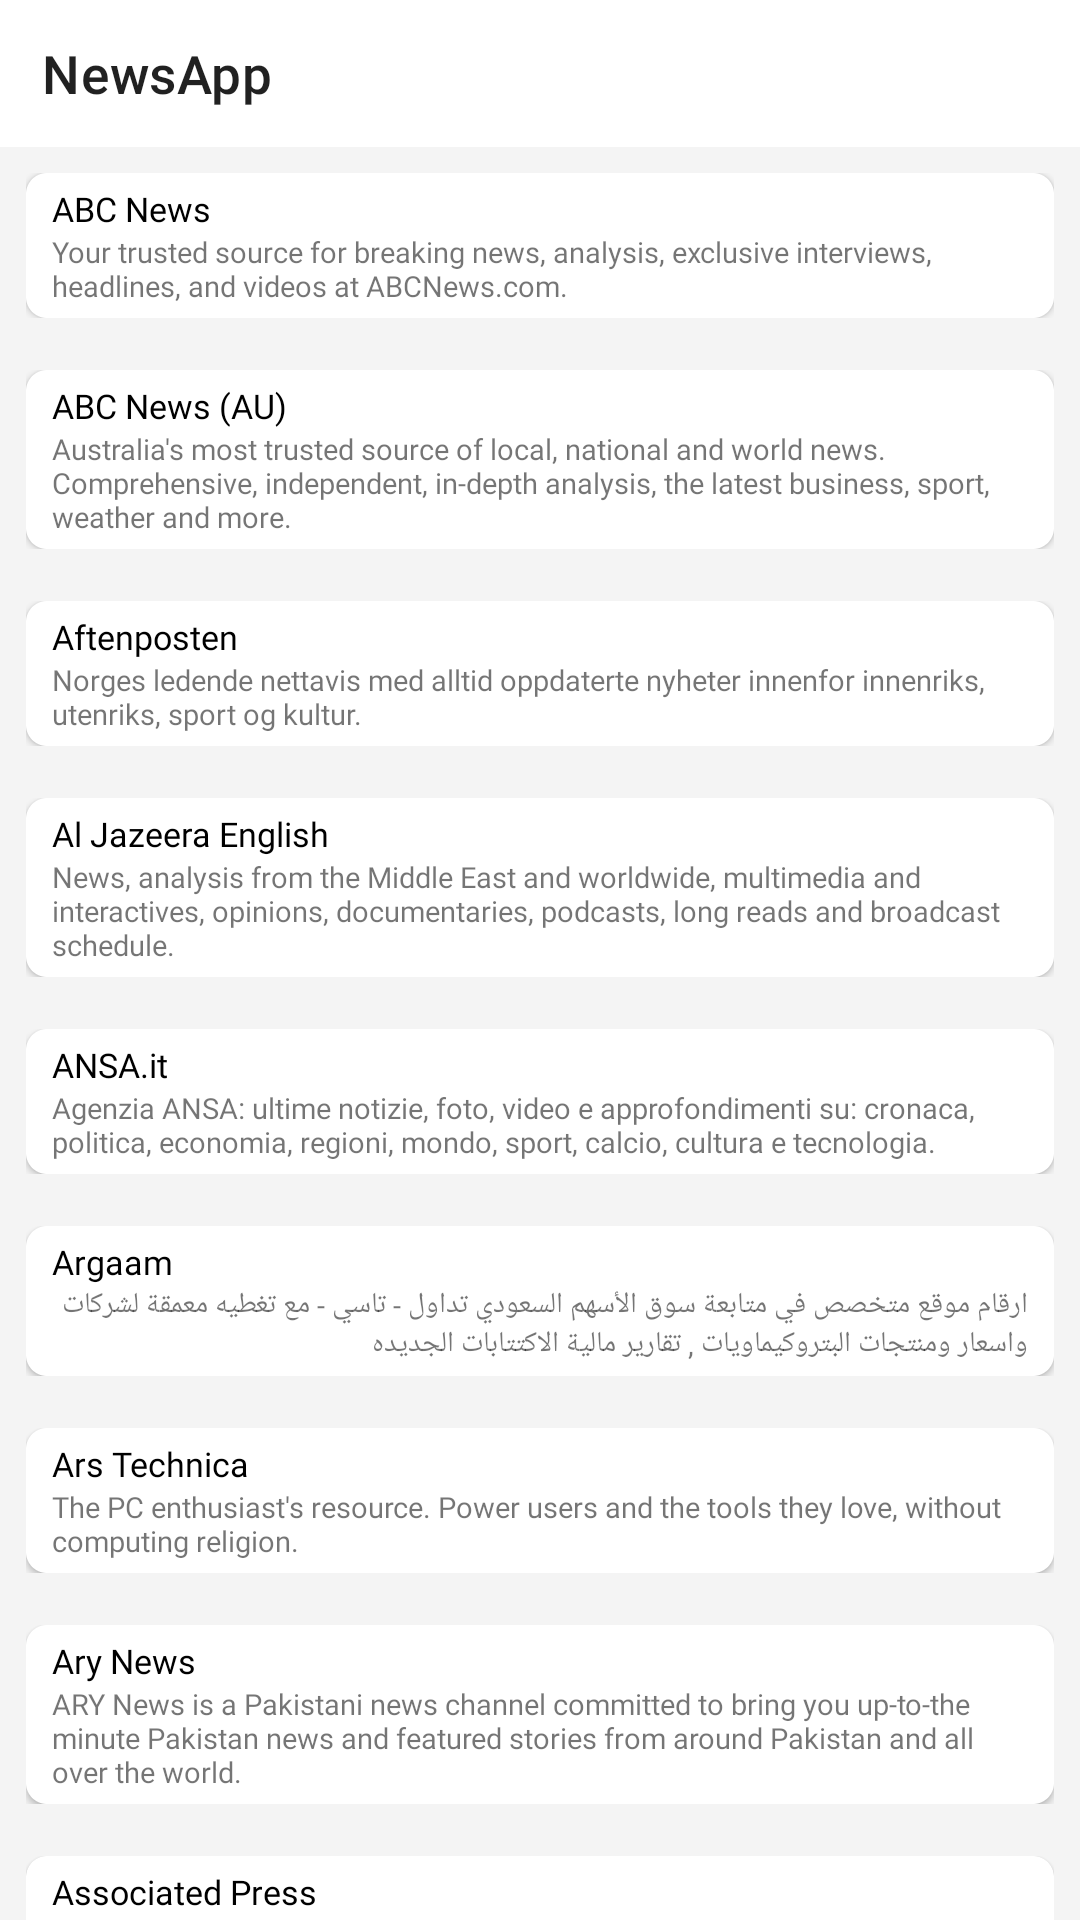 NewsApp
ABC News
Your trusted source for breaking news, analysis, exclusive interviews,
headlines, and videos at ABCNews.com.
ABC News (AU)
Australia's most trusted source of local, national and world news.
Comprehensive, independent, in-depth analysis, the latest business, sport,
weather and more.
Aftenposten
Norges ledende nettavis med alltid oppdaterte nyheter innenfor innenriks,
utenriks, sport og kultur.
Al Jazeera English
News, analysis from the Middle East and worldwide, multimedia and
interactives, opinions, documentaries, podcasts, long reads and broadcast
schedule.
ANSA.it
Agenzia ANSA: ultime notizie, foto, video e approfondimenti su: cronaca,
politica, economia, regioni, mondo, sport, calcio, cultura e tecnologia.
Argaam
ارقام موقع متخصص في متابعة سوق الأسهم السعودي تداول - تاسي - مع تغطيه معمقة لشركات
واسعار ومنتجات البتروكيماويات , تقارير مالية الاكتتابات الجديده
Ars Technica
The PC enthusiast's resource. Power users and the tools they love, without
computing religion.
Ary News
ARY News is a Pakistani news channel committed to bring you up-to-the
minute Pakistan news and featured stories from around Pakistan and all
over the world.
Associated Press